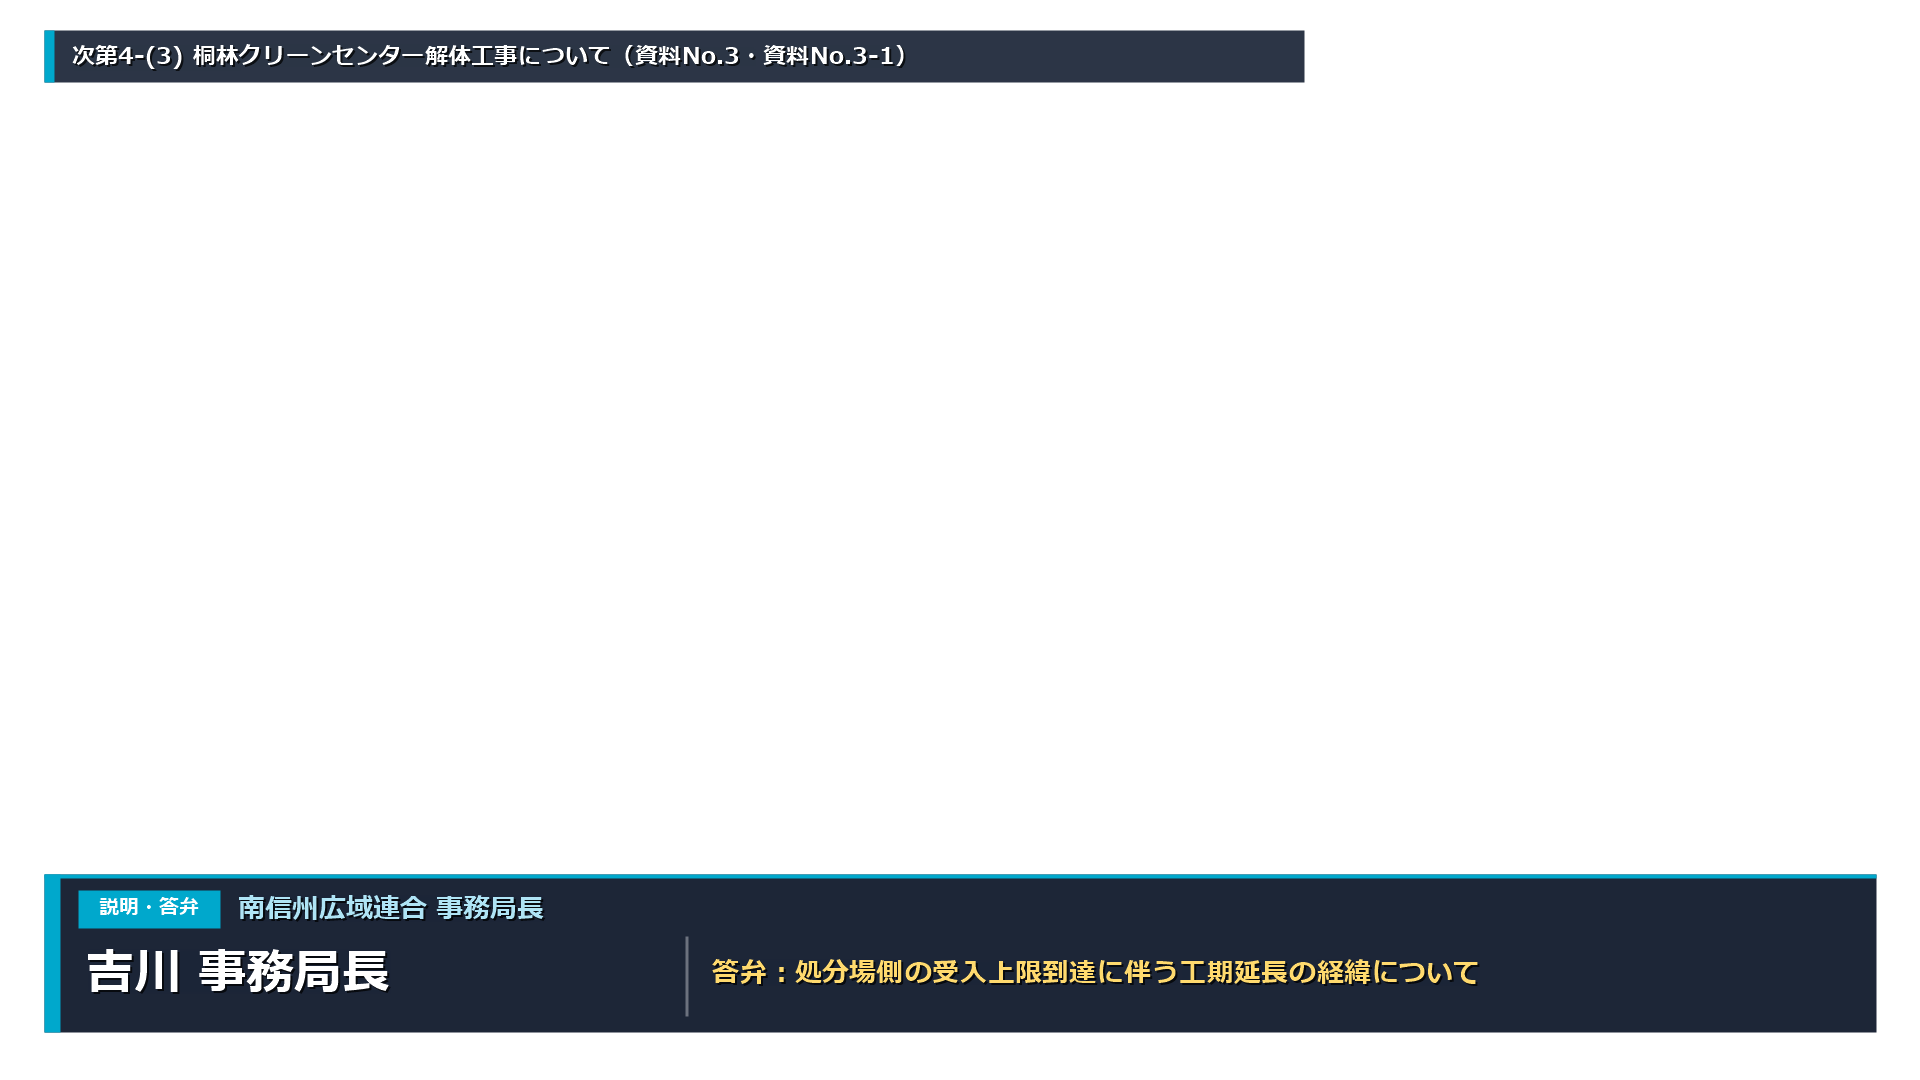 次第4-(3) 桐林クリーンセンター解体工事について（資料No.3・資料No.3-1）
説明・答弁
南信州広域連合 事務局長
吉川 事務局長
答弁：処分場側の受入上限到達に伴う工期延長の経緯について